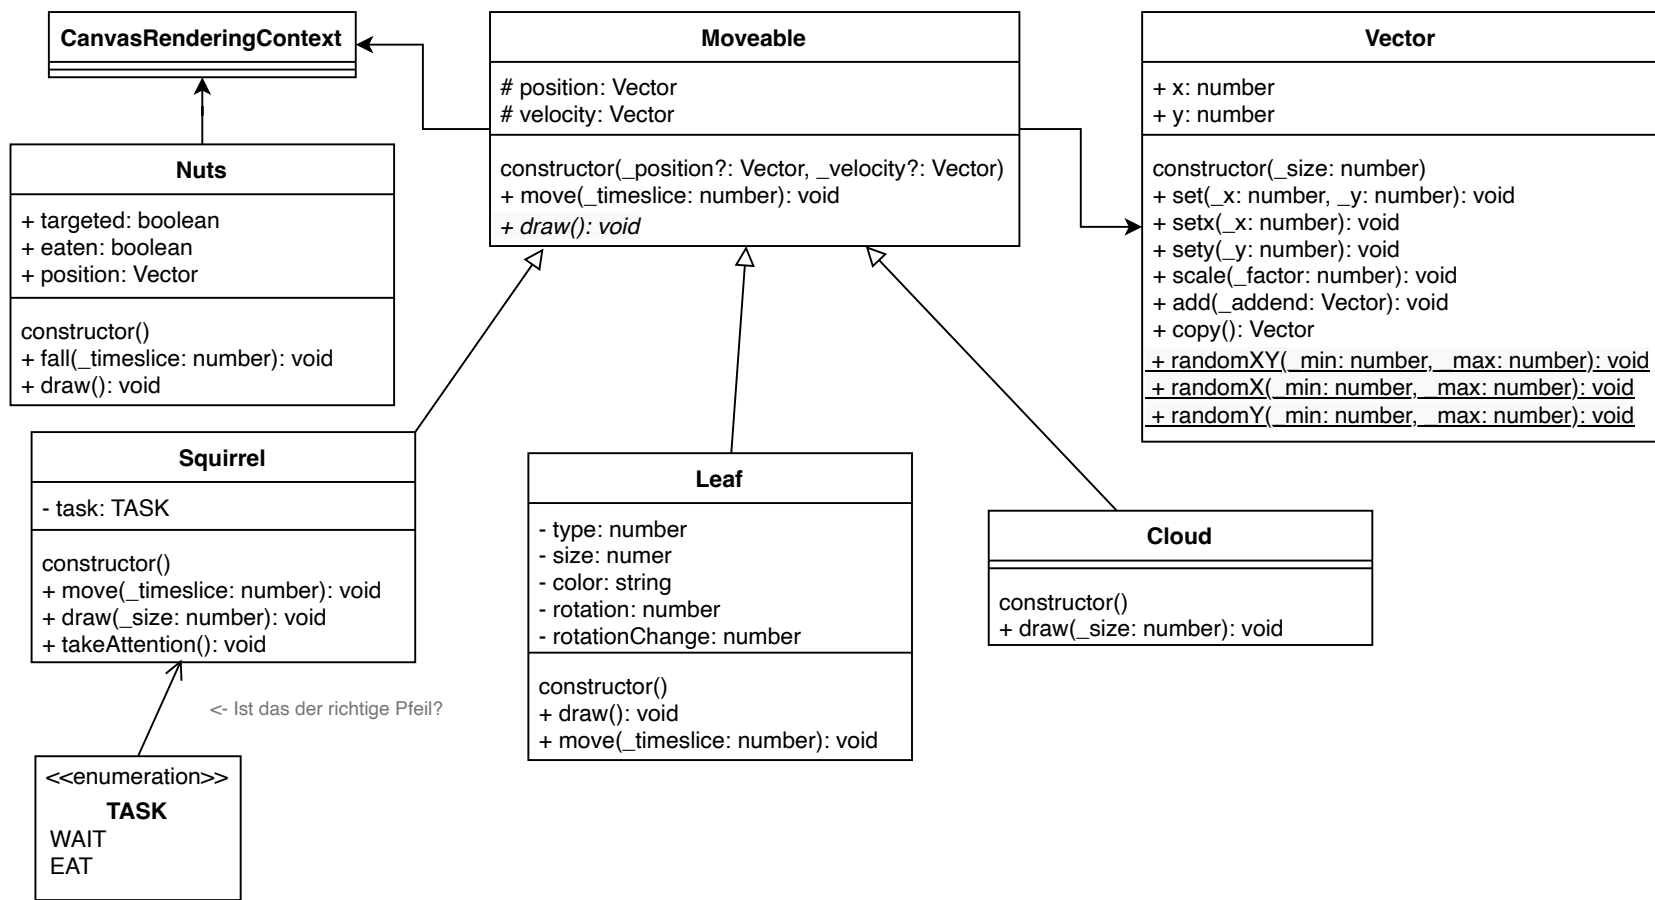 CanvasRenderingContext
Moveable
# position: Vector
# velocity: Vector
constructor(_position?: Vector, _velocity?: Vector)
+ move(_timeslice: number): void
+ draw(): void
Vector
+ x: number
+ y: number
constructor(_size: number)
+ set(_x: number, _y: number): void
+ setx(_x: number): void
+ sety(_y: number): void
+ scale(_factor: number): void
+ add(_addend: Vector): void
+ copy(): Vector
+ randomXY(_min: number, _max: number): void
+ randomX(_min: number, _max: number): void
+ randomY(_min: number, _max: number): void
Nuts
+ targeted: boolean
+ eaten: boolean
+ position: Vector
constructor()
+ fall(_timeslice: number): void
+ draw(): void
Squirrel
- task: TASK
constructor()
+ move(_timeslice: number): void
+ draw(_size: number): void
+ takeAttention(): void
Leaf
- type: number
- size: numer
- color: string
- rotation: number
- rotationChange: number
constructor()
+ draw(): void
+ move(_timeslice: number): void
Cloud
constructor()
+ draw(_size: number): void
<- Ist das der richtige Pfeil?
<<enumeration>>
TASK
WAIT
EAT